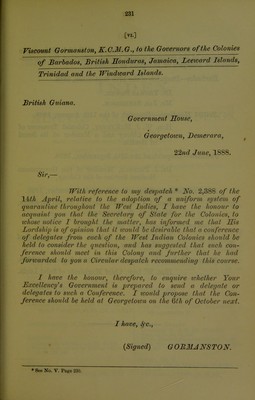 231
[VI.]
Viscount Gormanston, K.C.M.G., to the Governors of the Colonies
of Barbados, British Honduras, Jamaica, Leeward Islands,
Trinidad and the Windward Islands.
British Guiana.
Government House,
Georgetown, Demerara,
22nd June, 1888.
Sir,—
With reference to my despatch * No. 2,388 of the
14th April, relative to the adoption of a uniform system of
quarantine throughout the West Indies, I have the honour to
acquaint you that the Secretary of State for the Colonies, to
whose notice I brought the matter, has informed me that His
Lordship is of opinion that it would be desirable that a conference
of delegates from each of the West Indian Colonies should be
held to consider the question, and has suggested that such con-
ference should meet in this Colony and further that he had
forwarded to you a Circular despatch recommending this course.
I have the honour, therefore, to enquire whether Your
Excellency's Government is prepared to send a delegate or
delegates to such a Conference. I would propose that the Con-
ference should be held at Georgetown on the 6th of October next.
I have, &c.,
(Signed) GORMANSTON.
* See No. V. Page 230.